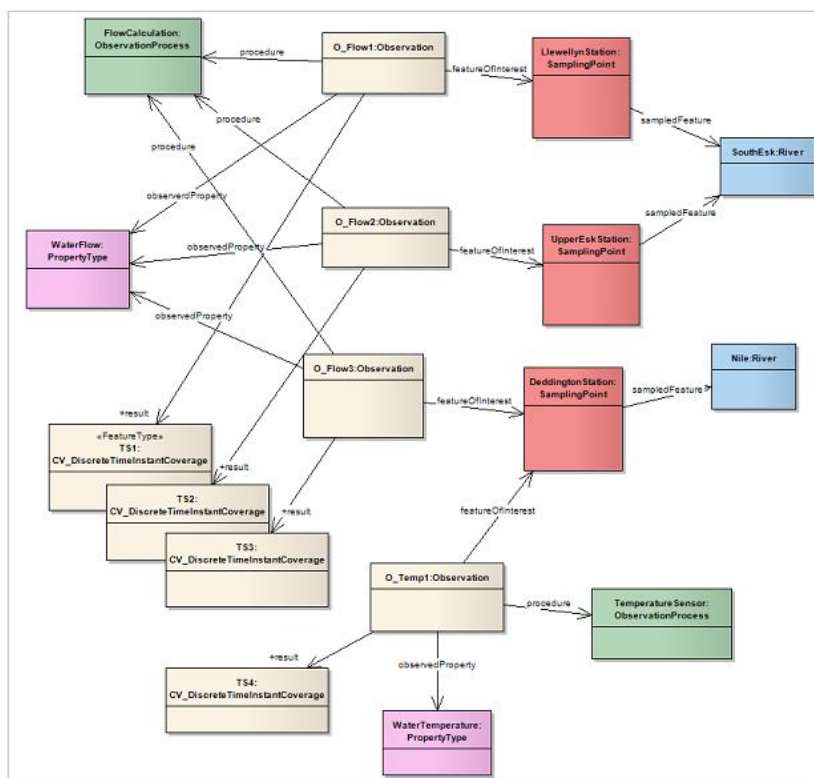 FlowCalculation:
ObservationProcess
procedure
O_Flow1:Observation
featureOfInterest
LlewellynStation:
SamplingPoint
sampledFeature
SouthEsk:River
procedure
procedure
observerdProperty
O_Flow2:Observation
sampledFeature
WaterFlow:
PropertyType
observedProperty
featureOfInterest
UpperEskStation:
SamplingPoint
observedProperty
O_Flow3:Observation
featureOfInterest
DeddingtonStation:
SamplingPoint
sampledFeature
Nile:River
+result
«FeatureType»
TS1:
CV_DiscreteTimeInstantCoverage
+result
TS2:
CV_DiscreteTimeInstantCoverage
+result
TS3:
CV_DiscreteTimeInstantCoverage
featureOfInterest
O_Temp1:Observation
procedure
TemperatureSensor:
ObservationProcess
+result
observedProperty
TS4:
CV_DiscreteTimeInstantCoverage
WaterTemperature:
PropertyType